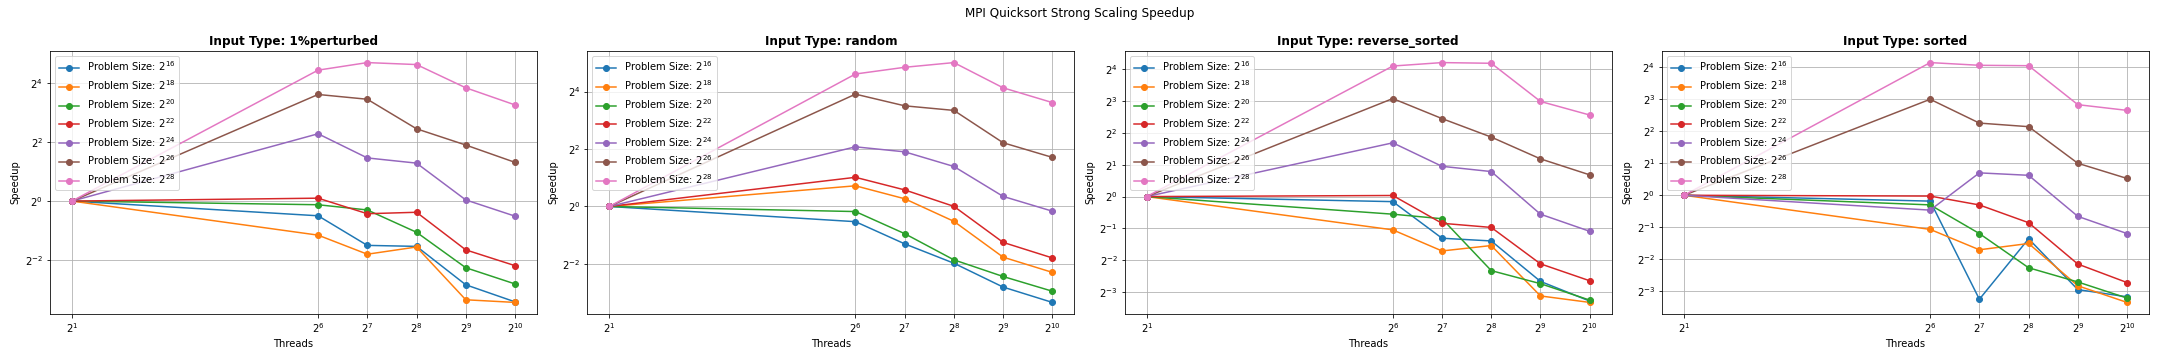 MPI Quicksort Strong Scaling Speedup
Input Type: 1%perturbed
Problem Size: 2^16
Problem Size: 2^18
Problem Size: 2^20
Problem Size: 2^22
Problem Size: 2^24
Problem Size: 2^26
Problem Size: 2^28
Speedup
2^4
2^2
2^0
2^-2
2^1 2^6 2^7 2^8 2^9 2^10
Threads
Input Type: random
Problem Size: 2^16
Problem Size: 2^18
Problem Size: 2^20
Problem Size: 2^22
Problem Size: 2^24
Problem Size: 2^26
Problem Size: 2^28
Speedup
2^4
2^2
2^0
2^-2
2^1 2^6 2^7 2^8 2^9 2^10
Threads
Input Type: reverse_sorted
Problem Size: 2^16
Problem Size: 2^18
Problem Size: 2^20
Problem Size: 2^22
Problem Size: 2^24
Problem Size: 2^26
Problem Size: 2^28
Speedup
2^4
2^3
2^2
2^1
2^0
2^-1
2^-2
2^-3
2^1 2^6 2^7 2^8 2^9 2^10
Threads
Input Type: sorted
Problem Size: 2^16
Problem Size: 2^18
Problem Size: 2^20
Problem Size: 2^22
Problem Size: 2^24
Problem Size: 2^26
Problem Size: 2^28
Speedup
2^4
2^3
2^2
2^1
2^0
2^-1
2^-2
2^-3
2^1 2^6 2^7 2^8 2^9 2^10
Threads